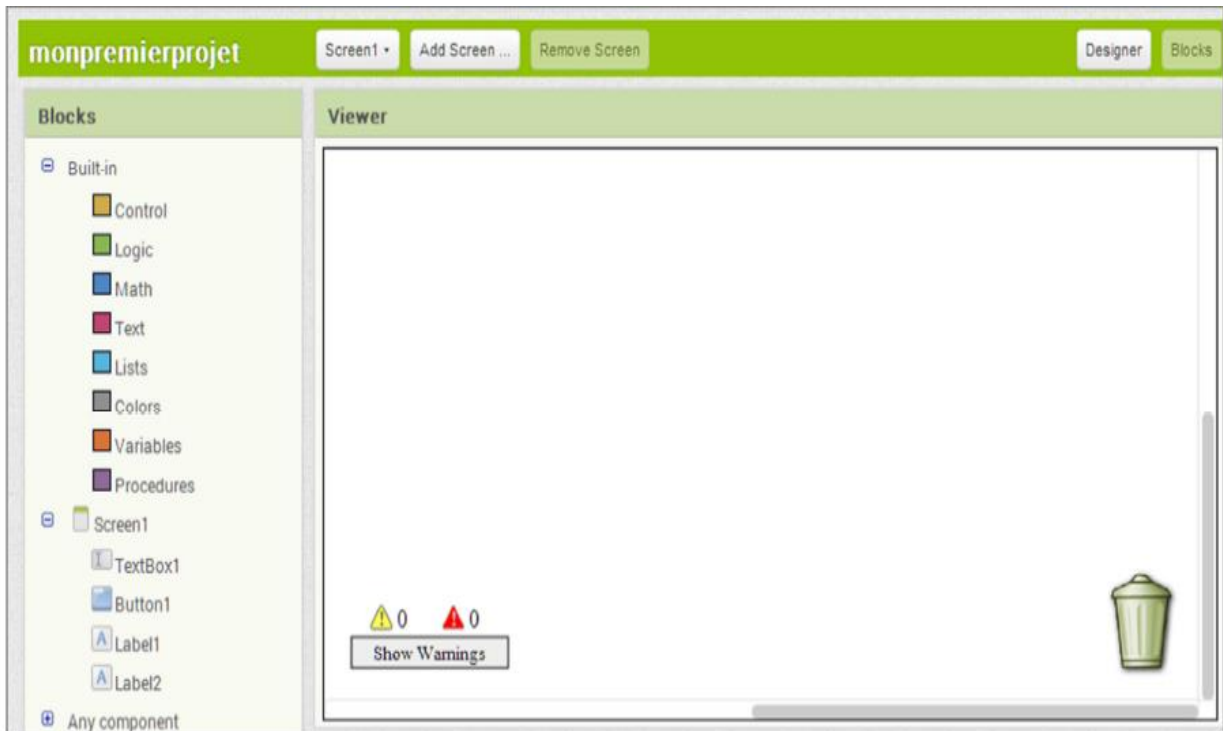 monpremierprojet Screen1 Add Screen ... Remove Screen Designer Blocks
Blocks
Viewer
Built-in
Control
Logic
Math
Text
Lists
Colors
Variables
Procedures
Screen1
TextBox1
Button1
A Label1
A Label2
Any component
0 0
Show Warnings